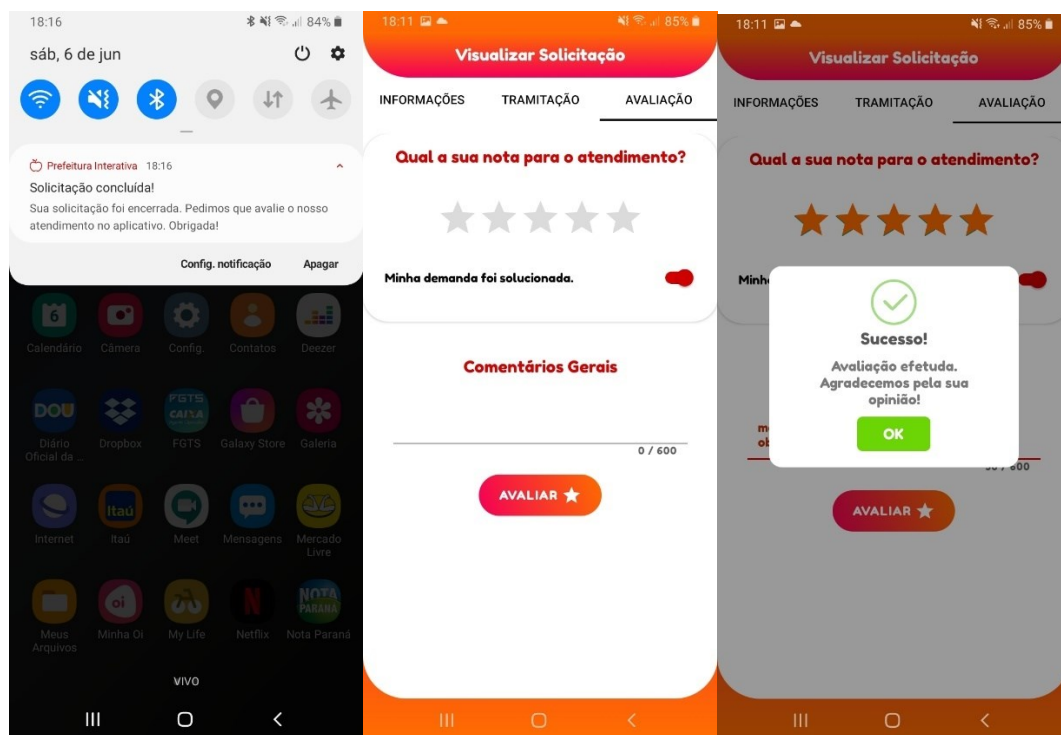 18:16
84%
sáb, 6 de jun
Prefeitura Interativa 18:16
Solicitação concluída!
Sua solicitação foi encerrada. Pedimos que avalie o nosso
atendimento no aplicativo. Obrigada!
Config. notificação Apagar
6
Calendário Câmera Config. Contatos Deezer
DOU
FGTS
CAIXA
Diário
Oficial da ...
Dropbox FGTS Galaxy Store Galeria
Itaú
Internet Itaú Meet Mensagens Mercado
Livre
oi
N
NOTA
PARANÁ
Meus
Arquivos
Minha Oi My Life Netflix Nota Paraná
VIVO
18:11 85%
Visualizar Solicitação
INFORMAÇÕES TRAMITAÇÃO AVALIAÇÃO
Qual a sua nota para o atendimento?
Minha demanda foi solucionada.
Comentários Gerais
0 / 600
AVALIAR
18:11 85%
Visualizar Solicitação
INFORMAÇÕES TRAMITAÇÃO AVALIAÇÃO
Qual a sua nota para o atendimento?
Minh
Sucesso!
Avaliação efetuda.
Agradecemos pela sua
opinião!
OK
AVALIAR